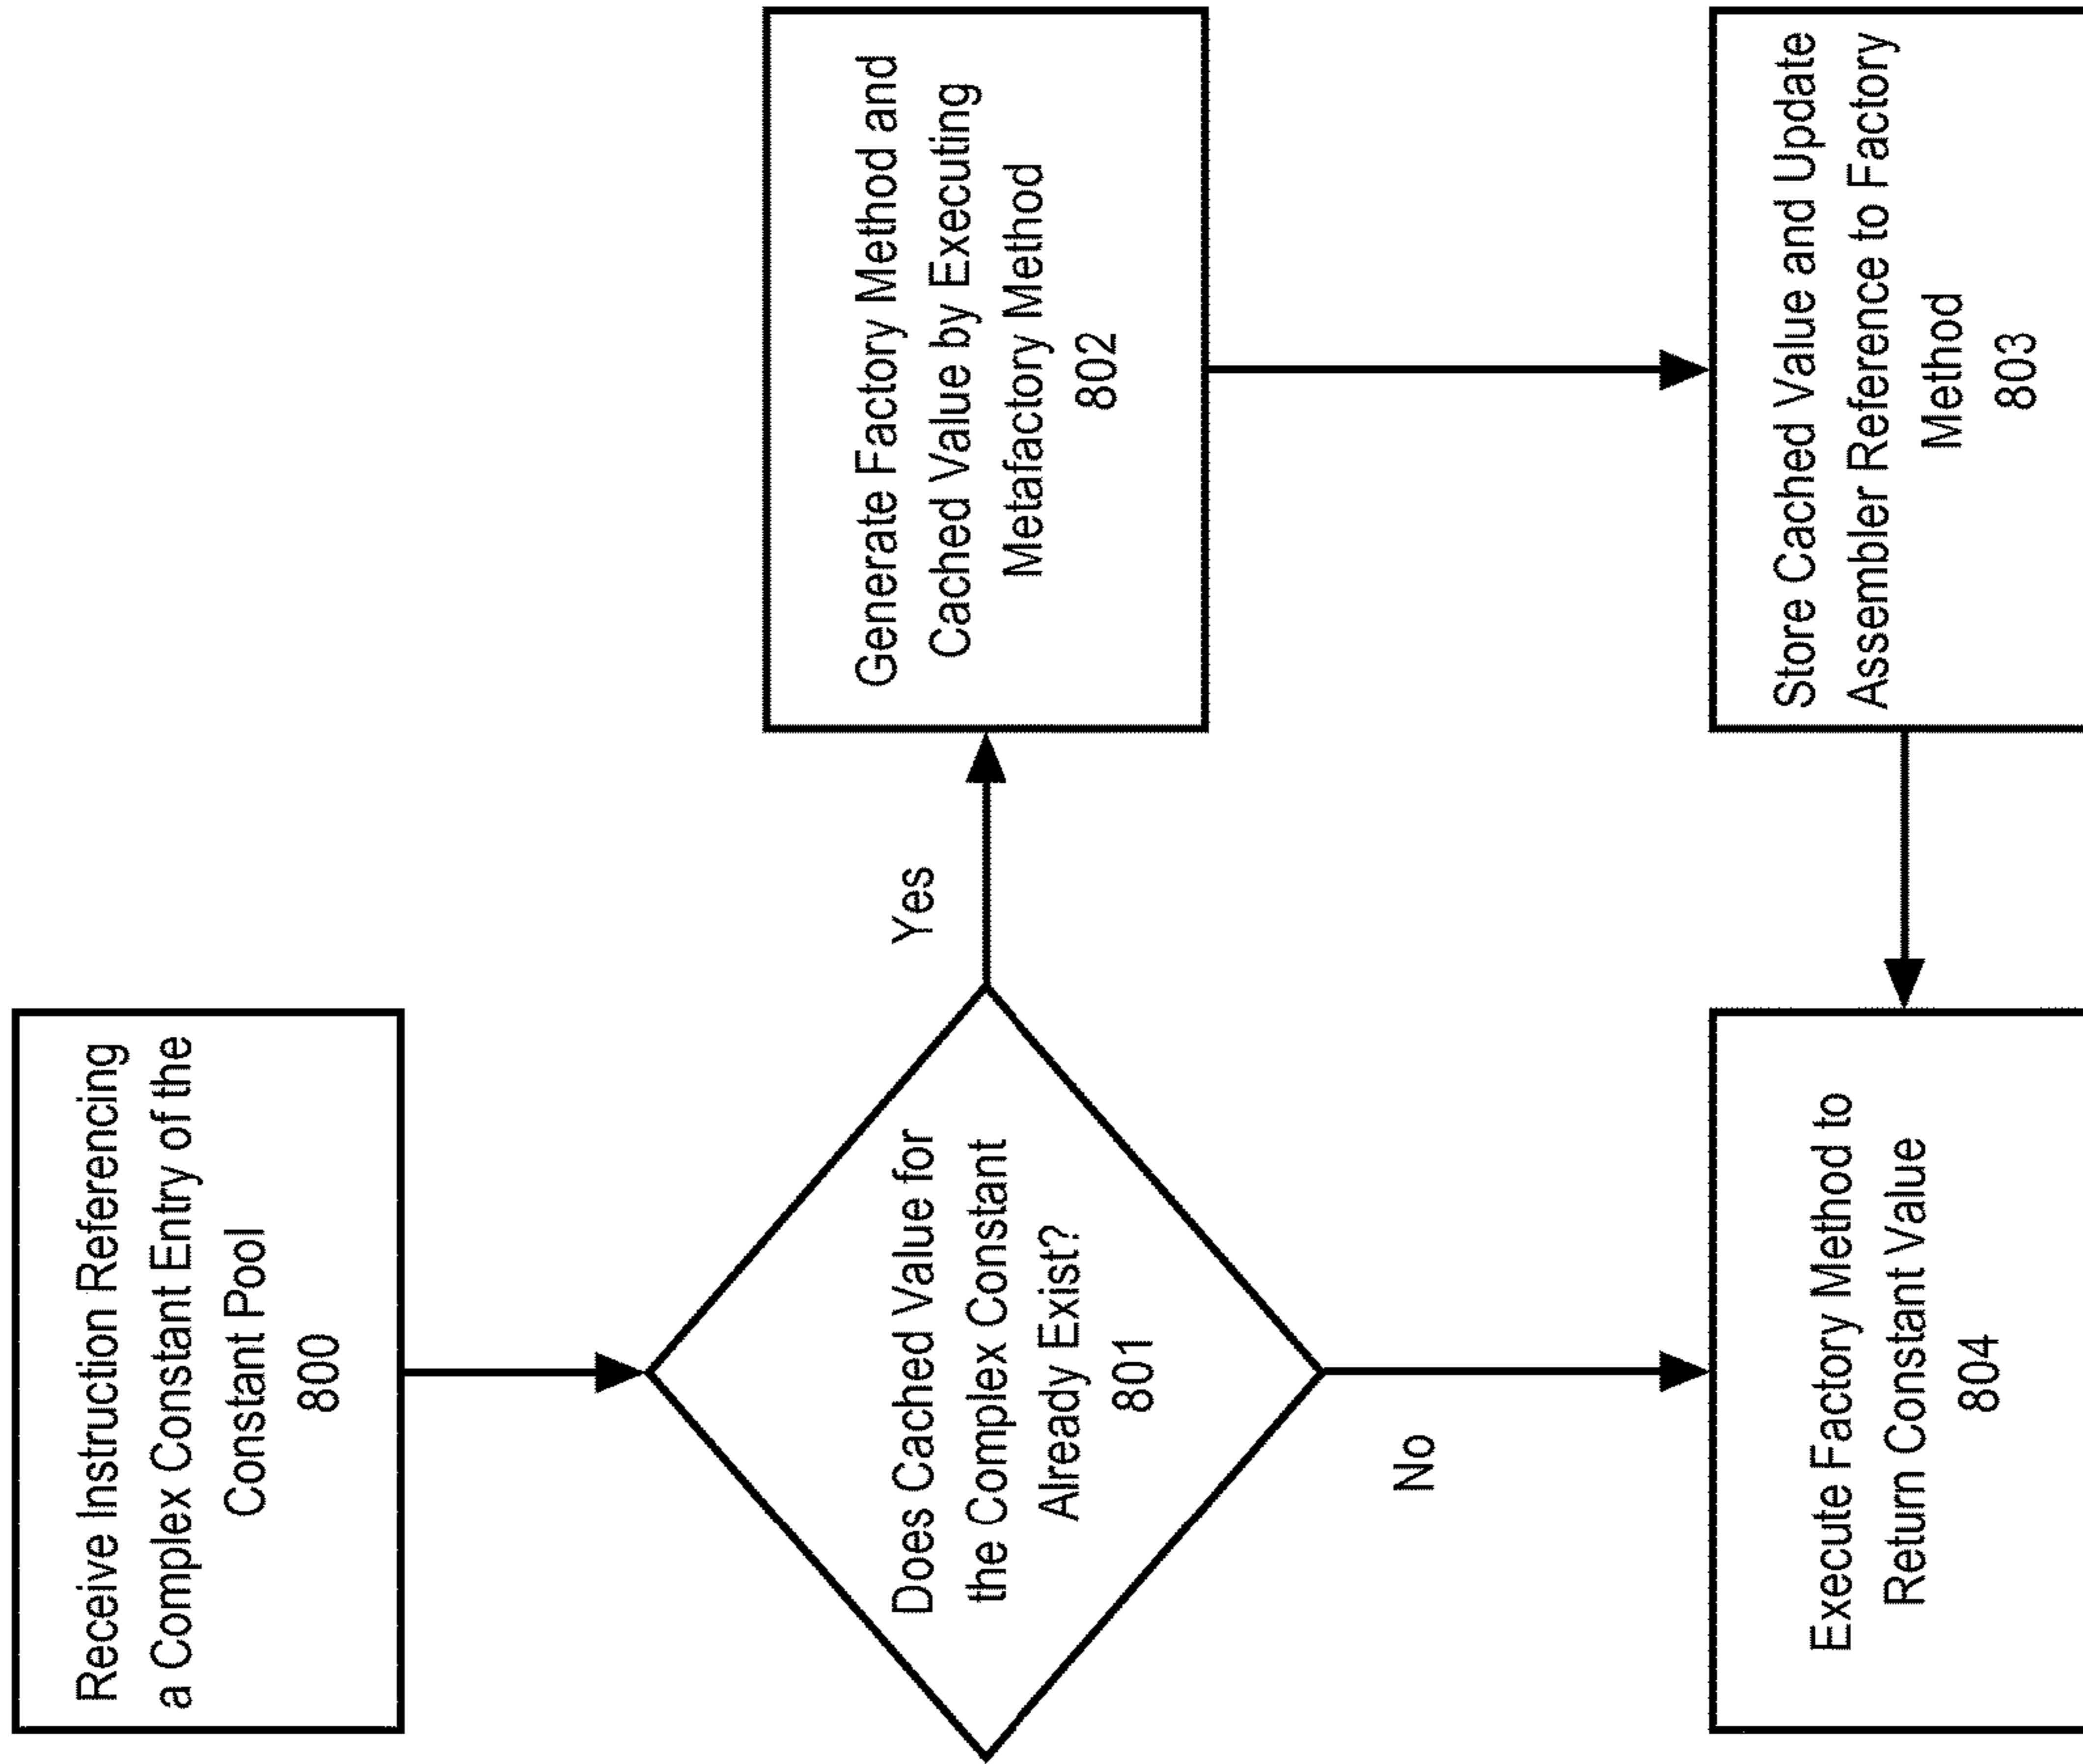 Receive Instruction Referencing
a Complex Constant Entry of the
Constant Pool
800
Does Cached Value for
the Complex Constant
Already Exist?
801
Yes
Generate Factory Method and
Cached Value by Executing
Metafactory Method
802
No
Store Cached Value and Update
Assembler Reference to Factory
Method
803
Execute Factory Method to
Return Constant Value
804